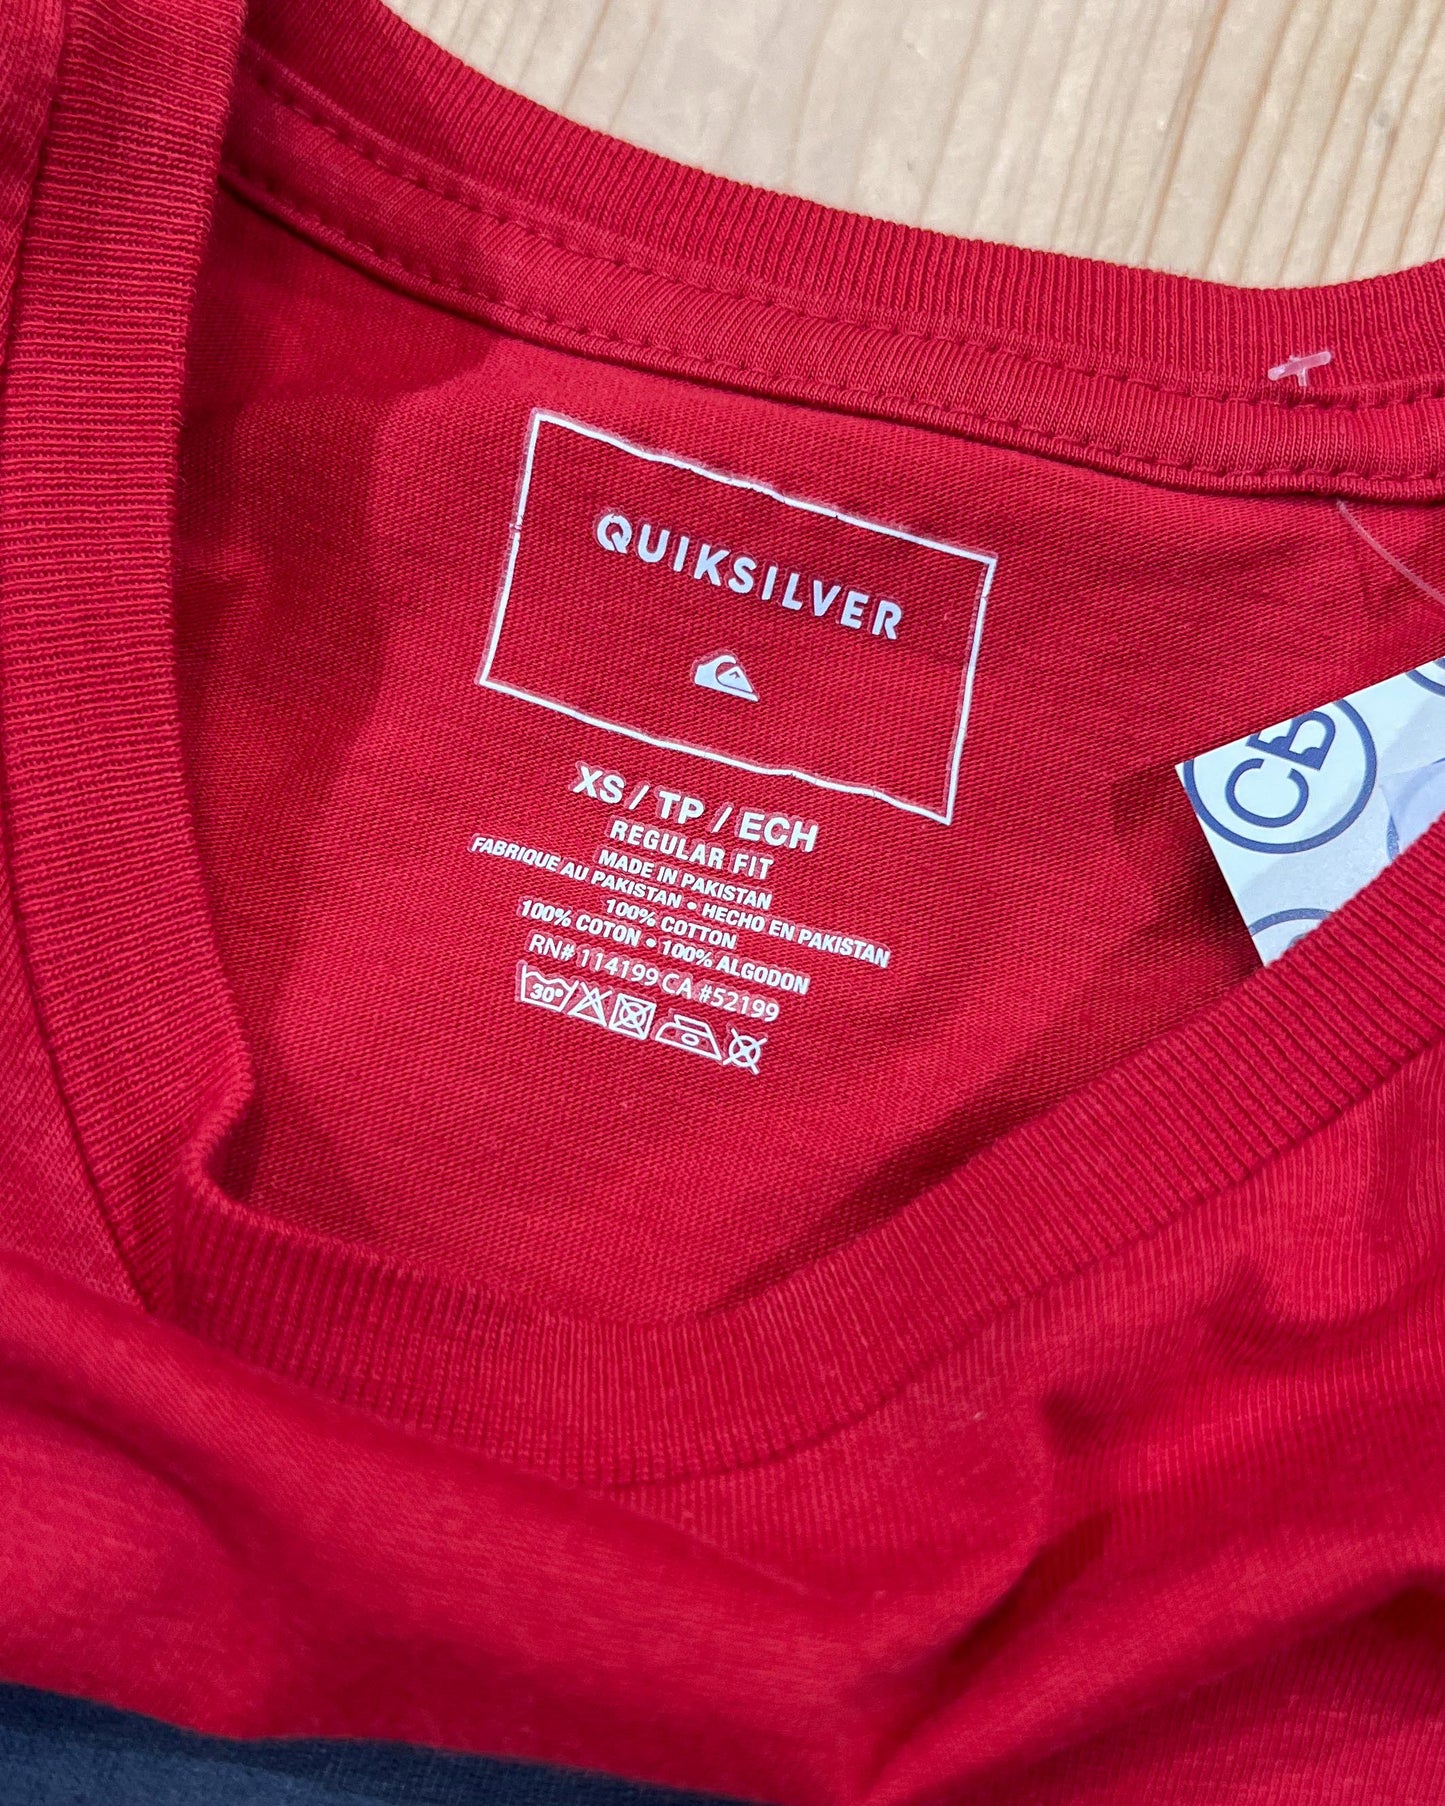 QUIKSILVER
XS / TP / ECH
REGULAR FIT
MADE IN PAKISTAN
FABRIQUE AU PAKISTAN • HECHO EN PAKISTAN
100% COTTON
100% COTON • 100% ALGODON
RN# 114199 CA #52199
30°
CB